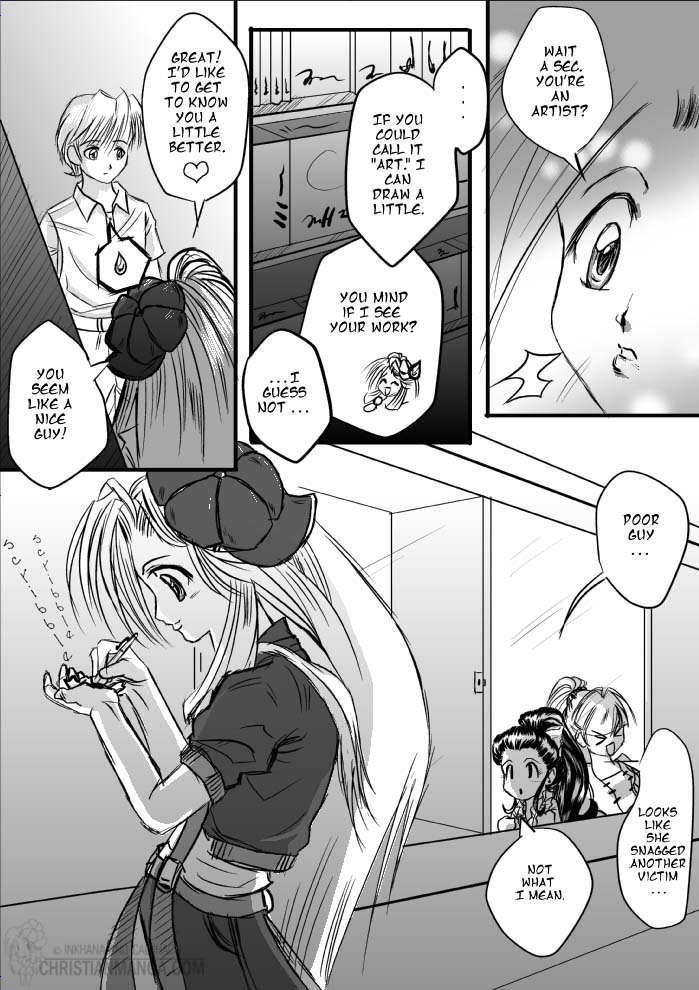 WAIT
A SEC.
YOU'RE
AN
ARTIST?
...
IF YOU
COULD
CALL IT
"ART." I
CAN
DRAW A
LITTLE.
YOU MIND
IF I SEE
YOUR WORK?
...I
GUESS
NOT...
GREAT!
I'D LIKE
TO GET
TO KNOW
YOU A
LITTLE
BETTER.
♡
YOU
SEEM
LIKE A
NICE
GUY!
POOR
GUY
...
LOOKS
LIKE
SHE
SNAGGED
ANOTHER
VICTIM
...
NOT
WHAT
I MEAN.
scribble
scribble
©
CHRISTIANMANGA.COM